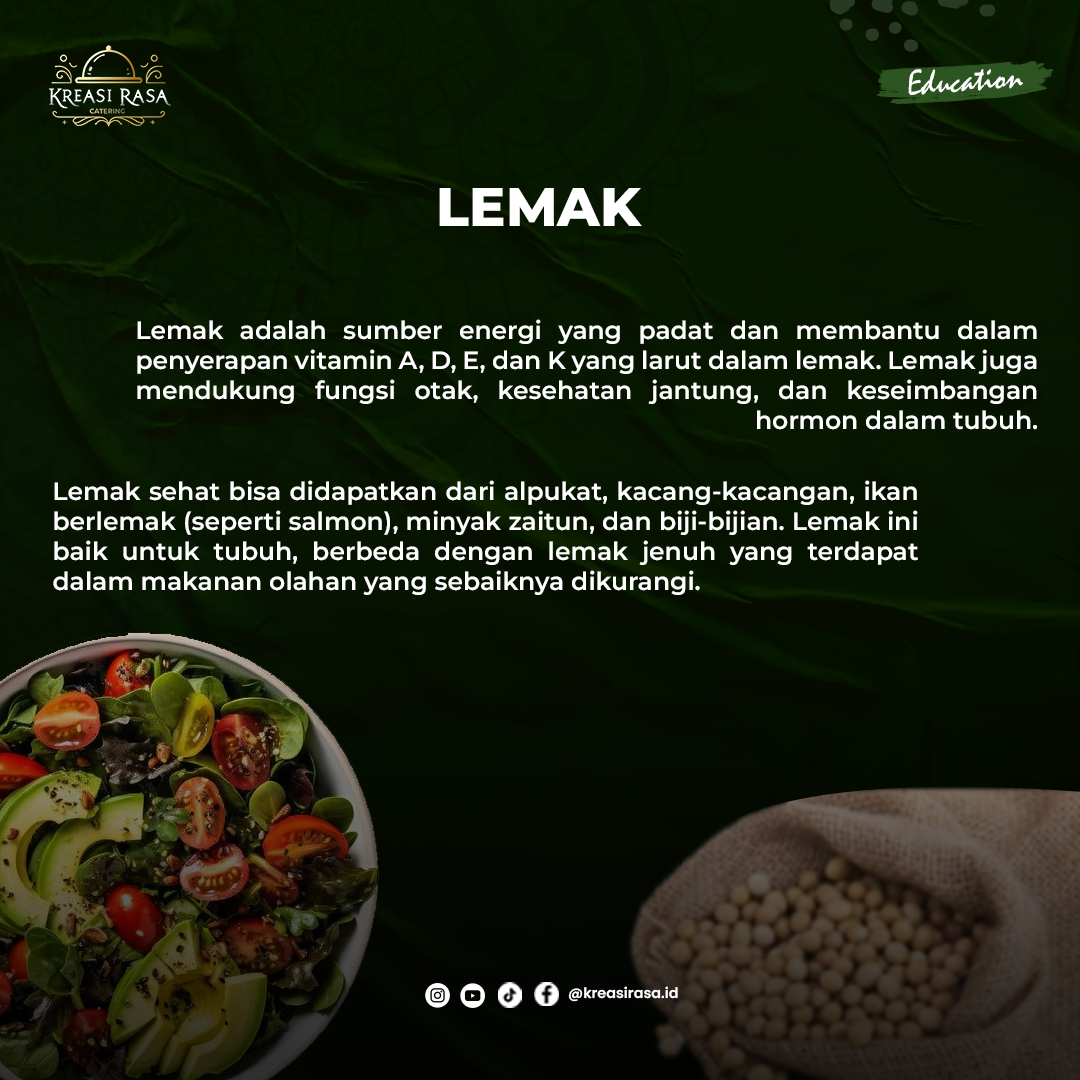 KREASI RASA
CATERING
Education
LEMAK
Lemak adalah sumber energi yang padat dan membantu dalam
penyerapan vitamin A, D, E, dan K yang larut dalam lemak. Lemak juga
mendukung fungsi otak, kesehatan jantung, dan keseimbangan
hormon dalam tubuh.
Lemak sehat bisa didapatkan dari alpukat, kacang-kacangan, ikan
berlemak (seperti salmon), minyak zaitun, dan biji-bijian. Lemak ini
baik untuk tubuh, berbeda dengan lemak jenuh yang terdapat
dalam makanan olahan yang sebaiknya dikurangi.
@kreasirasa.id